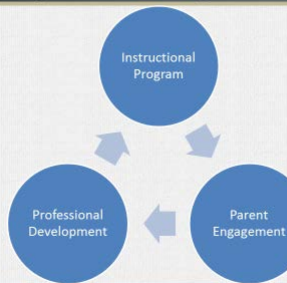 Instructional
Program
Professional
Development
Parent
Engagement